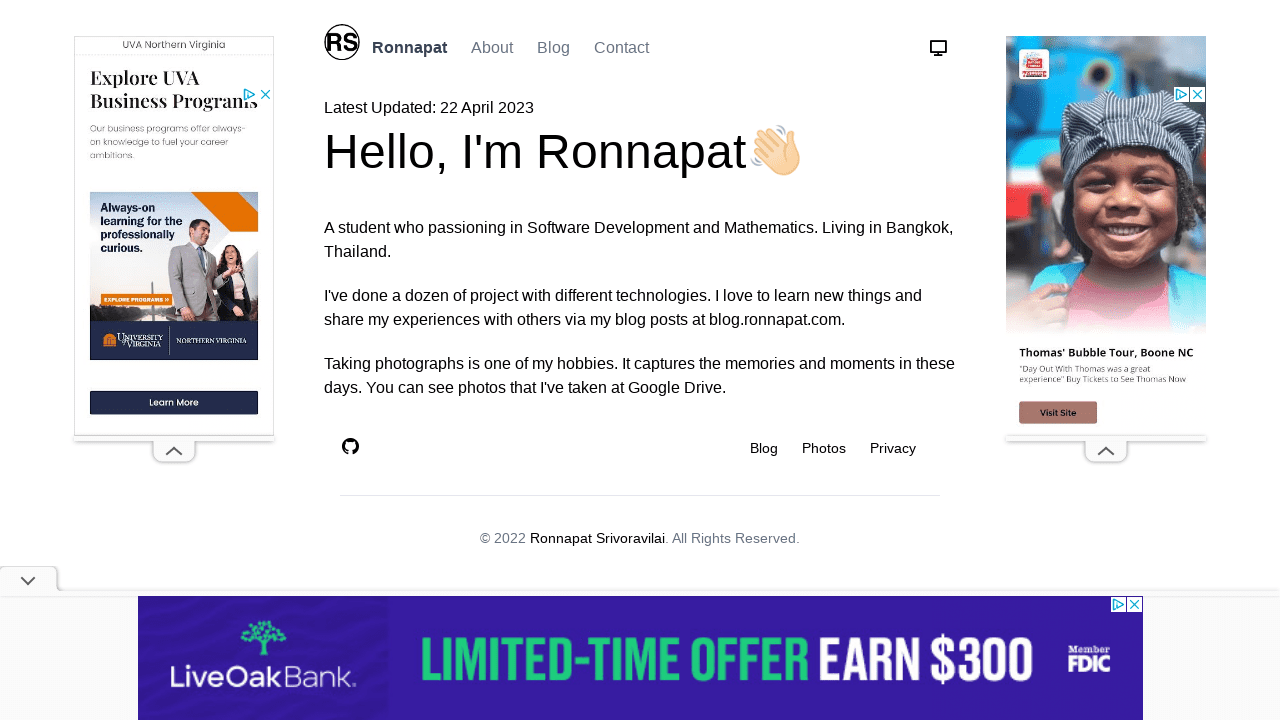 RS Ronnapat About Blog Contact
Latest Updated: 22 April 2023
Hello, I'm Ronnapat👋🏻
A student who passioning in Software Development and Mathematics. Living in Bangkok,
Thailand.
I've done a dozen of project with different technologies. I love to learn new things and
share my experiences with others via my blog posts at blog.ronnapat.com.
Taking photographs is one of my hobbies. It captures the memories and moments in these
days. You can see photos that I've taken at Google Drive.
Blog Photos Privacy
© 2022 Ronnapat Srivoravilai. All Rights Reserved.
UVA Northern Virginia
Explore UVA
Business Programs
Our business programs offer always-
on knowledge to fuel your career
ambitions.
Always-on
learning for the
professionally
curious.
EXPLORE PROGRAMS »
UNIVERSITY of VIRGINIA | NORTHERN VIRGINIA
Learn More
Thomas' Bubble Tour, Boone NC
"Day Out With Thomas was a great
experience" Buy Tickets to See Thomas Now
Visit Site
LiveOakBank.
LIMITED-TIME OFFER EARN $300
Member
FDIC